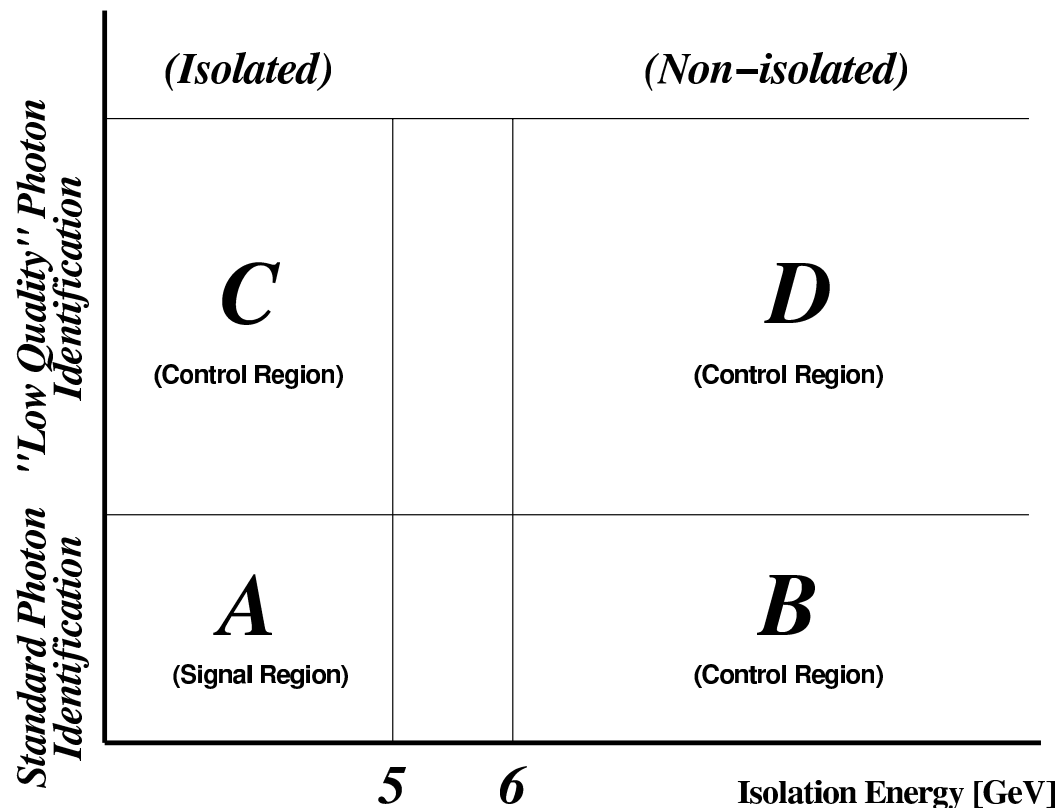 (Isolated)
(Non−isolated)
"Low Quality" Photon
Identification
C
(Control Region)
D
(Control Region)
Standard Photon
Identification
A
(Signal Region)
B
(Control Region)
5
6
Isolation Energy [GeV]